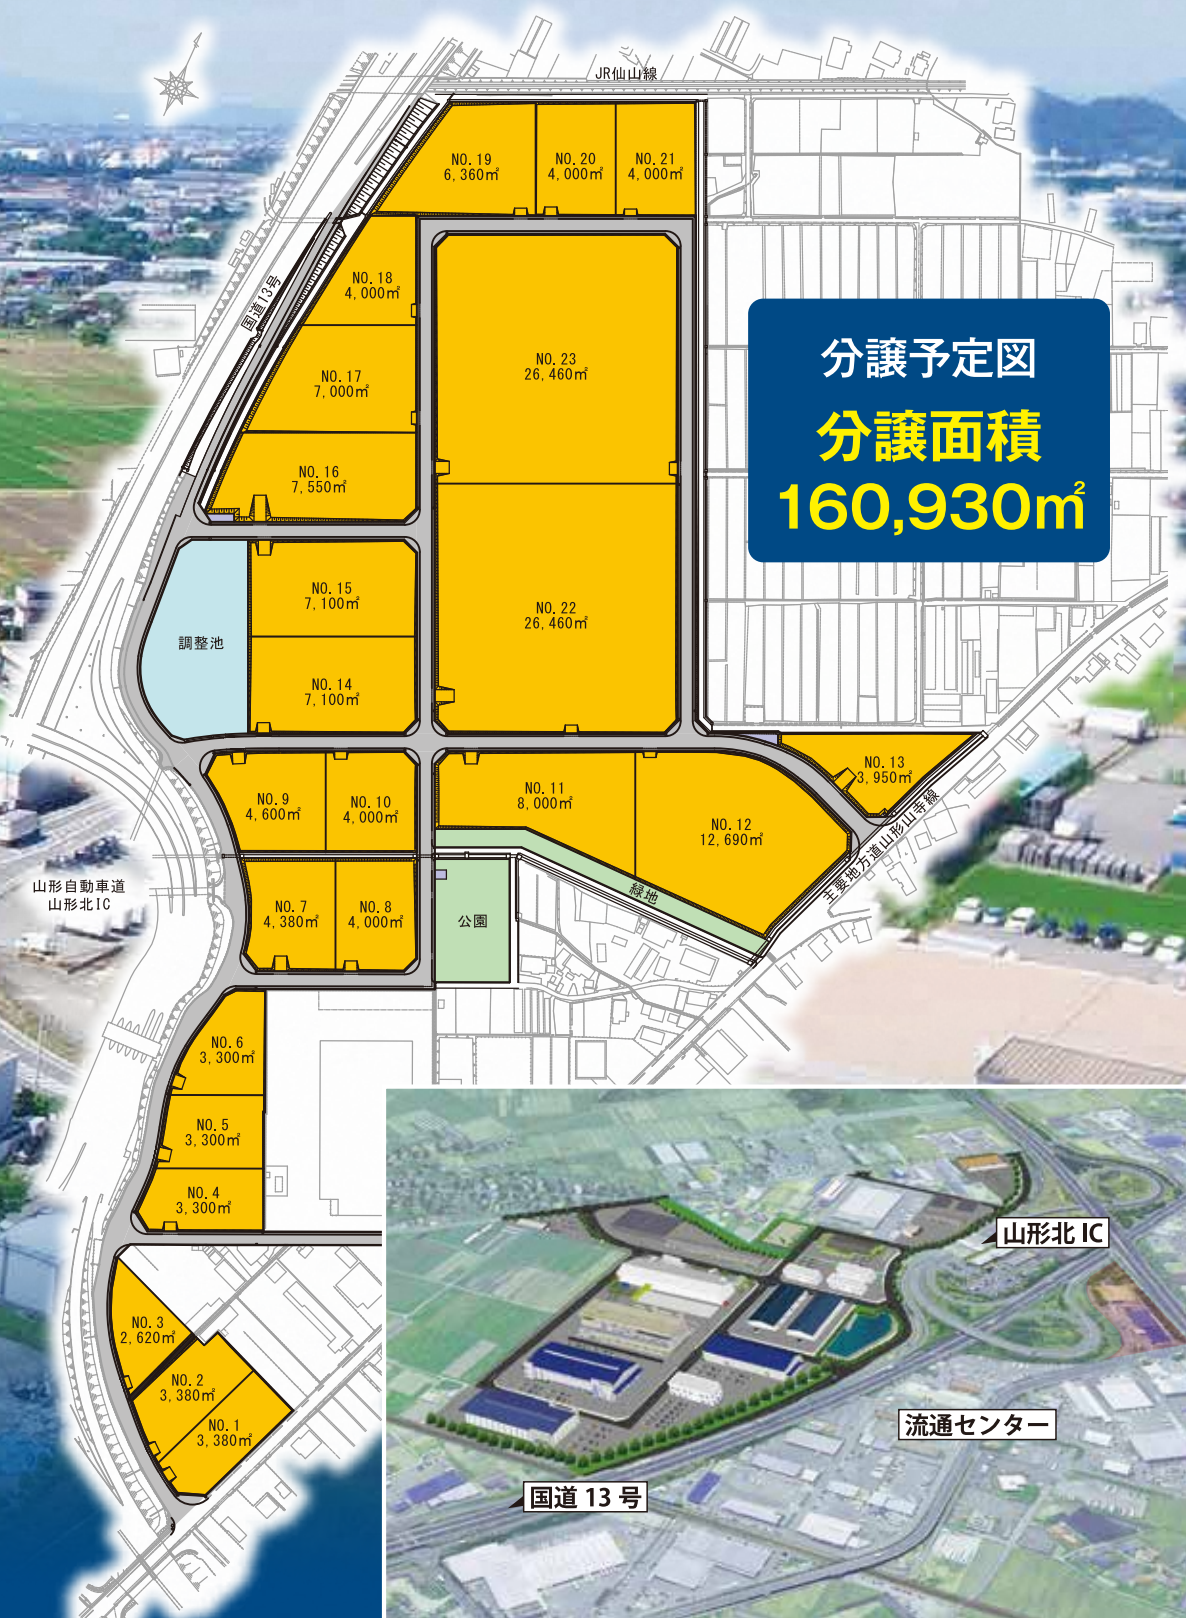 JR仙山線
NO.19
6,360㎡
NO.20
4,000㎡
NO.21
4,000㎡
国道13号
NO.18
4,000㎡
NO.17
7,000㎡
NO.16
7,550㎡
NO.23
26,460㎡
分譲予定図
分譲面積
160,930㎡
NO.15
7,100㎡
NO.14
7,100㎡
調整池
NO.22
26,460㎡
NO.13
3,950㎡
NO.9
4,600㎡
NO.10
4,000㎡
NO.11
8,000㎡
NO.12
12,690㎡
主要地方道山形山寺線
山形自動車道
山形北IC
NO.7
4,380㎡
NO.8
4,000㎡
公園
緑地
NO.6
3,300㎡
NO.5
3,300㎡
NO.4
3,300㎡
NO.3
2,620㎡
NO.2
3,380㎡
NO.1
3,380㎡
山形北IC
流通センター
国道13号